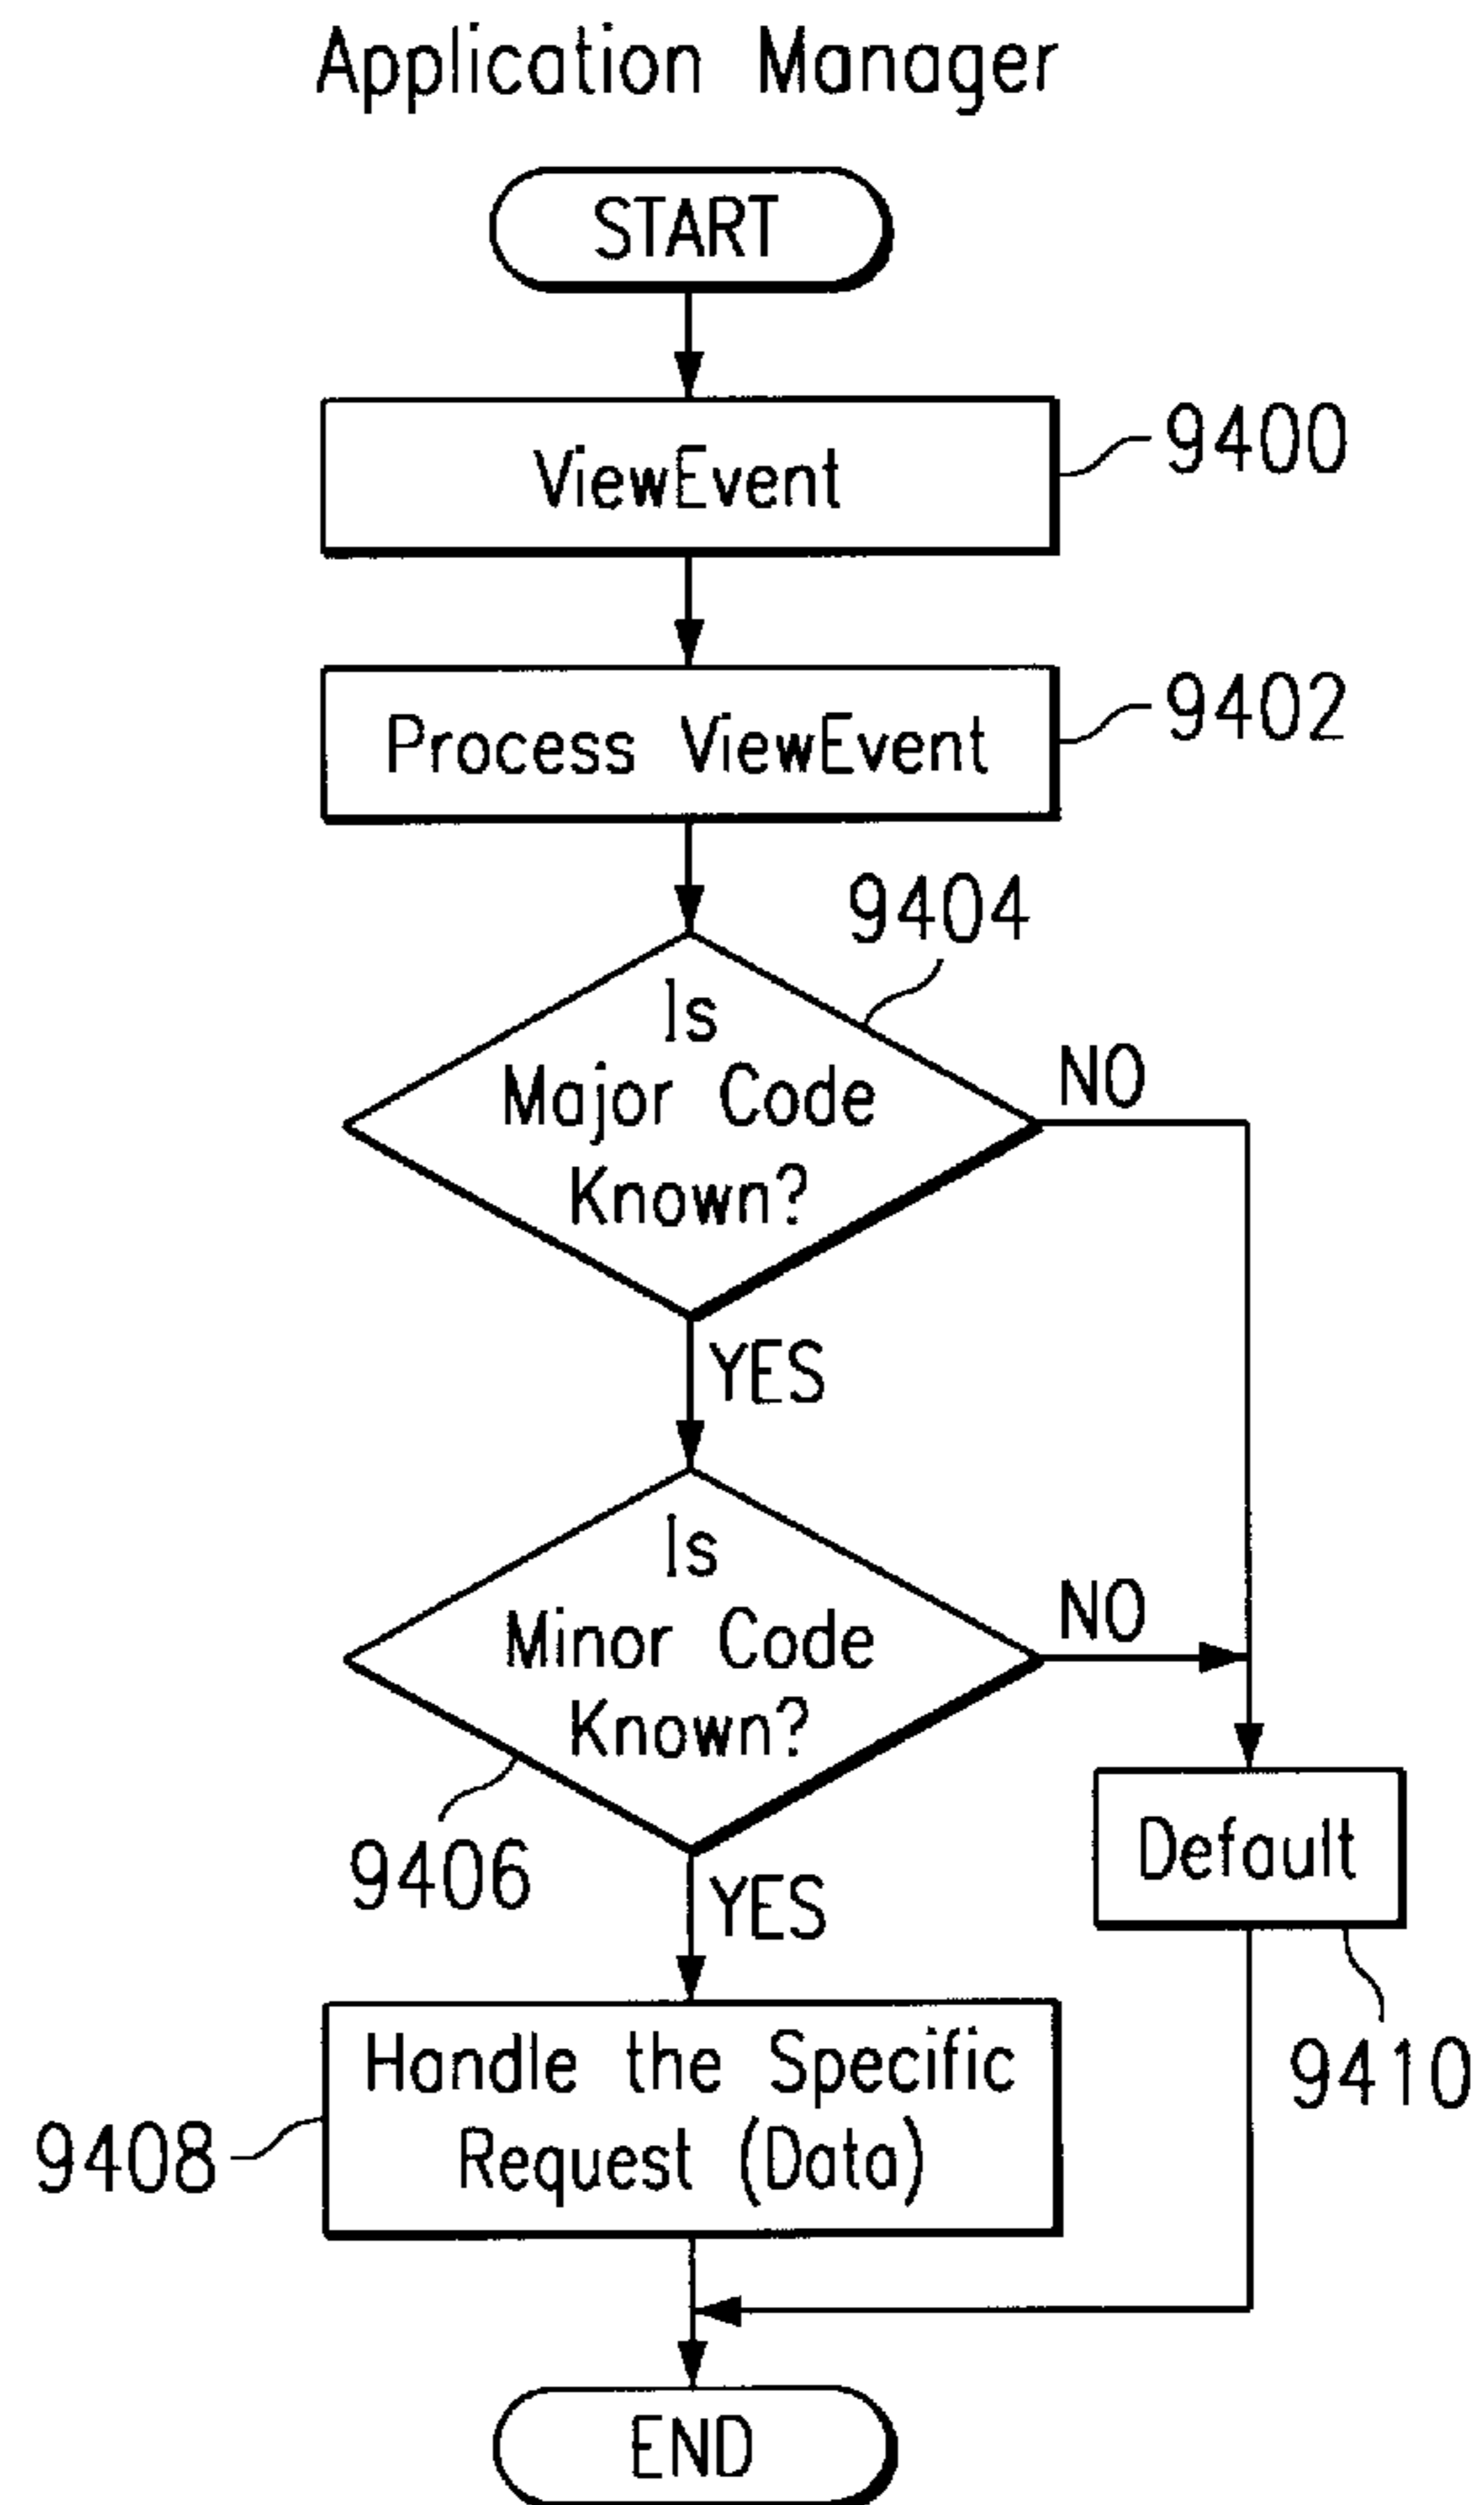 Application Manager
START
ViewEvent
9400
Process ViewEvent
9402
9404
Is
Major Code
Known?
NO
YES
Is
Minor Code
Known?
NO
9406
YES
Default
9410
Handle the Specific
Request (Data)
9408
END